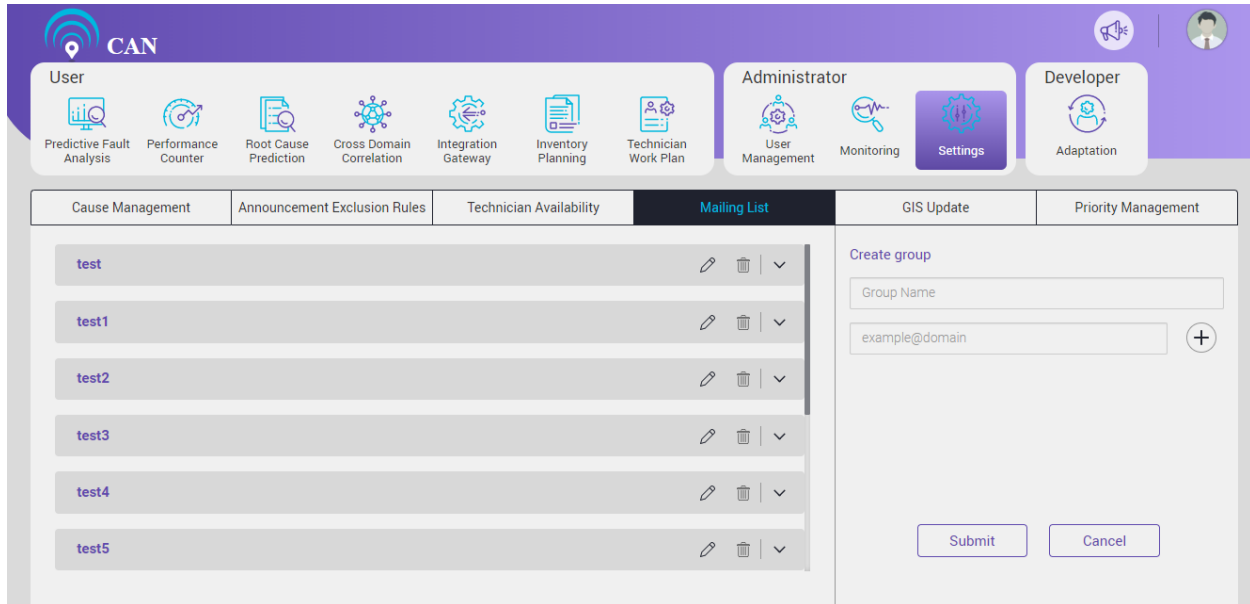 CAN
User
Administrator
Developer
Predictive Fault
Analysis
Performance
Counter
Root Cause
Prediction
Cross Domain
Correlation
Integration
Gateway
Inventory
Planning
Technician
Work Plan
User
Management
Monitoring
Settings
Adaptation
Cause Management
Announcement Exclusion Rules
Technician Availability
Mailing List
GIS Update
Priority Management
test
test1
test2
test3
test4
test5
Create group
Group Name
example@domain
Submit
Cancel